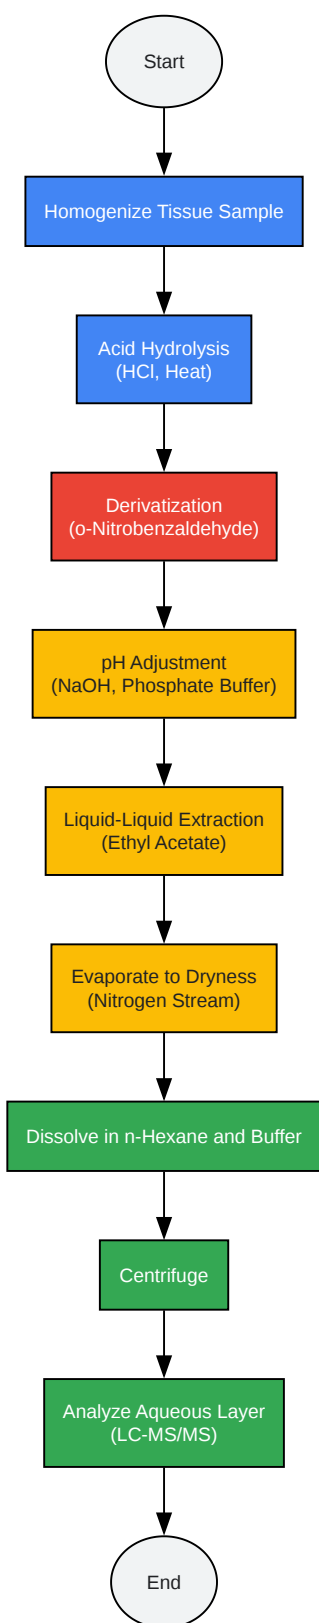 Start
Homogenize Tissue Sample
Acid Hydrolysis
(HCl, Heat)
Derivatization
(o-Nitrobenzaldehyde)
pH Adjustment
(NaOH, Phosphate Buffer)
Liquid-Liquid Extraction
(Ethyl Acetate)
Evaporate to Dryness
(Nitrogen Stream)
Dissolve in n-Hexane and Buffer
Centrifuge
Analyze Aqueous Layer
(LC-MS/MS)
End